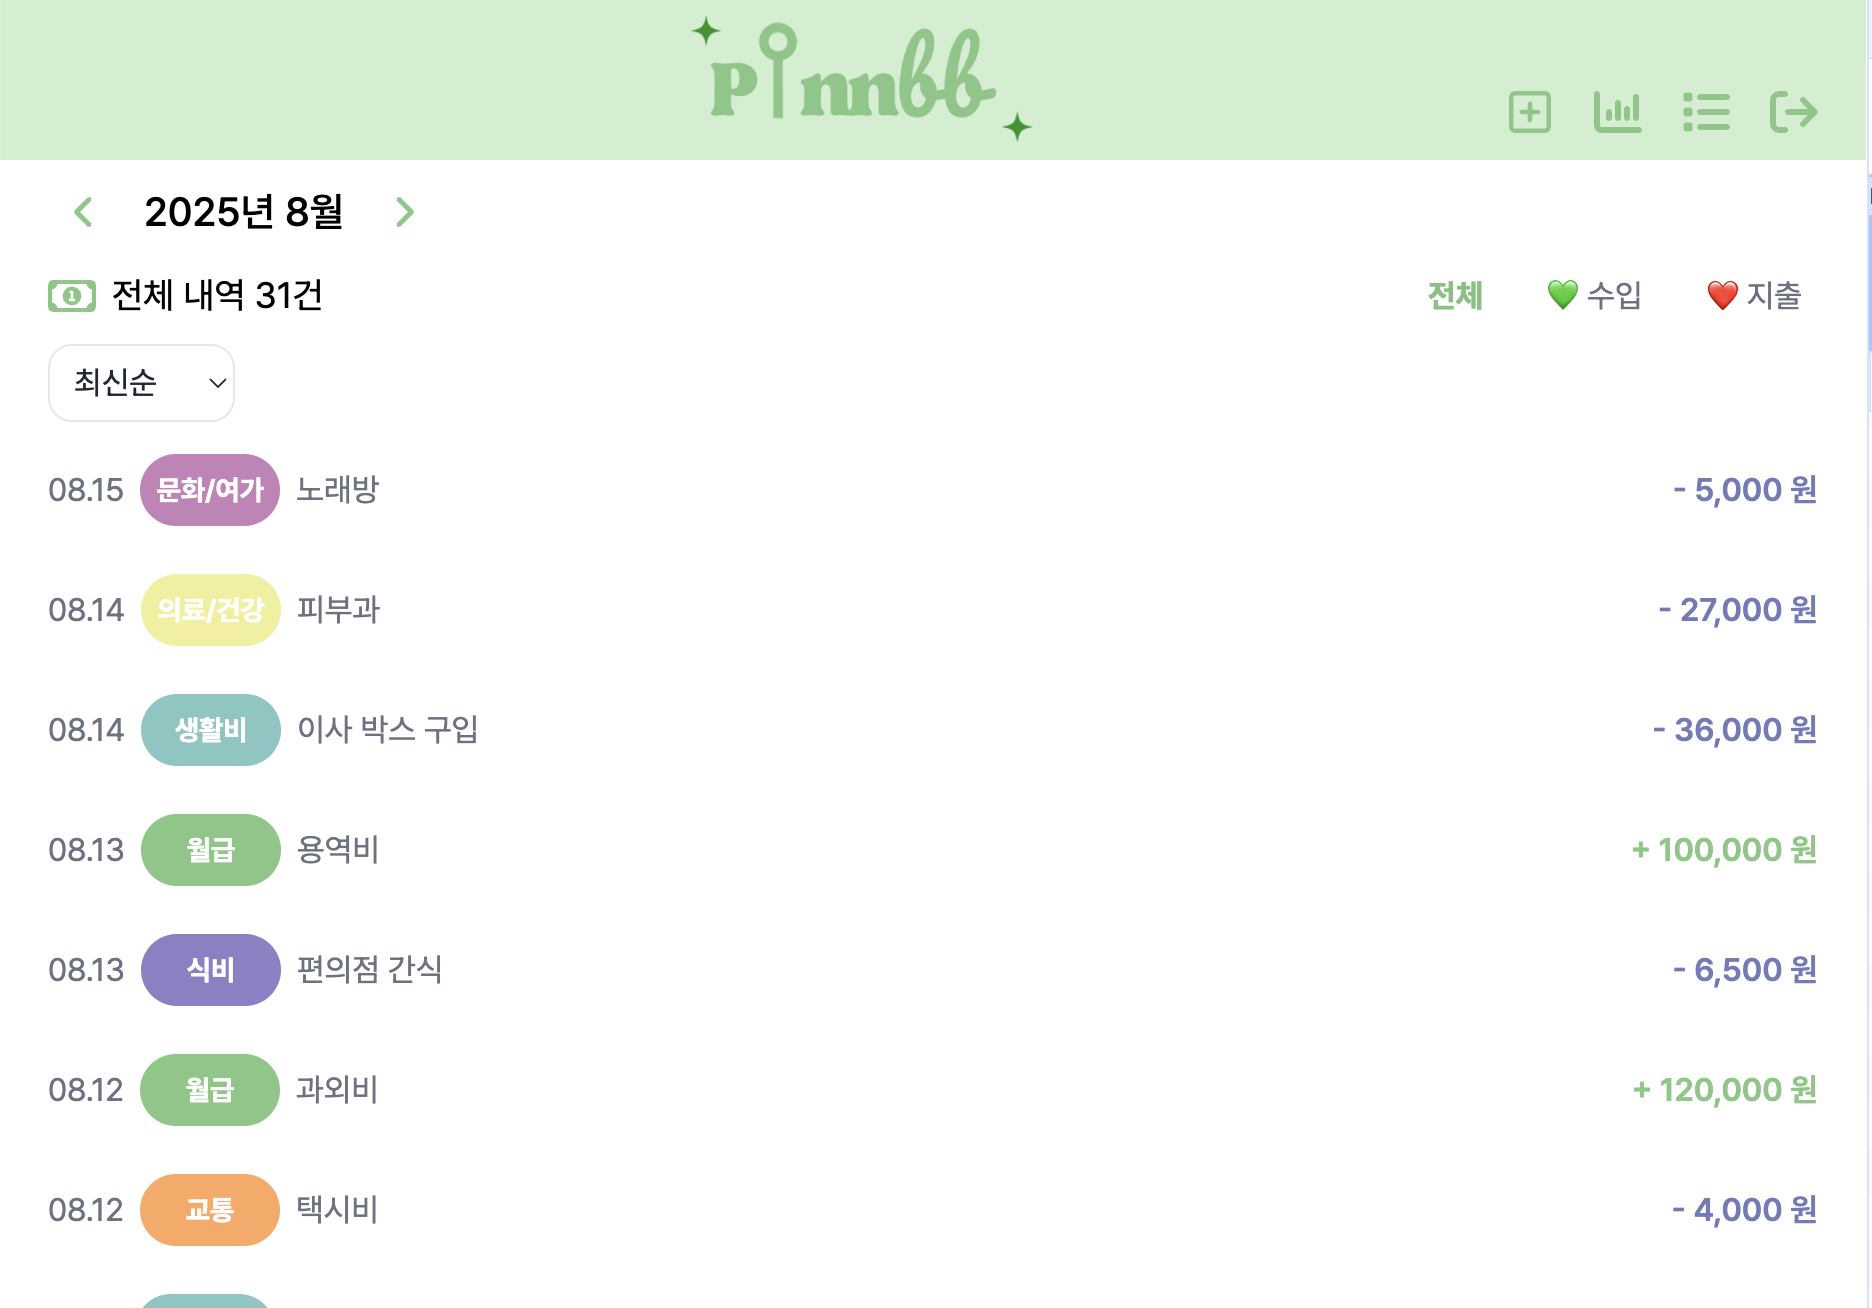 pinnbb
2025년 8월
전체 내역 31건
전체 수입 지출
최신순
08.15 문화/여가 노래방 - 5,000 원
08.14 의료/건강 피부과 - 27,000 원
08.14 생활비 이사 박스 구입 - 36,000 원
08.13 월급 용역비 + 100,000 원
08.13 식비 편의점 간식 - 6,500 원
08.12 월급 과외비 + 120,000 원
08.12 교통 택시비 - 4,000 원